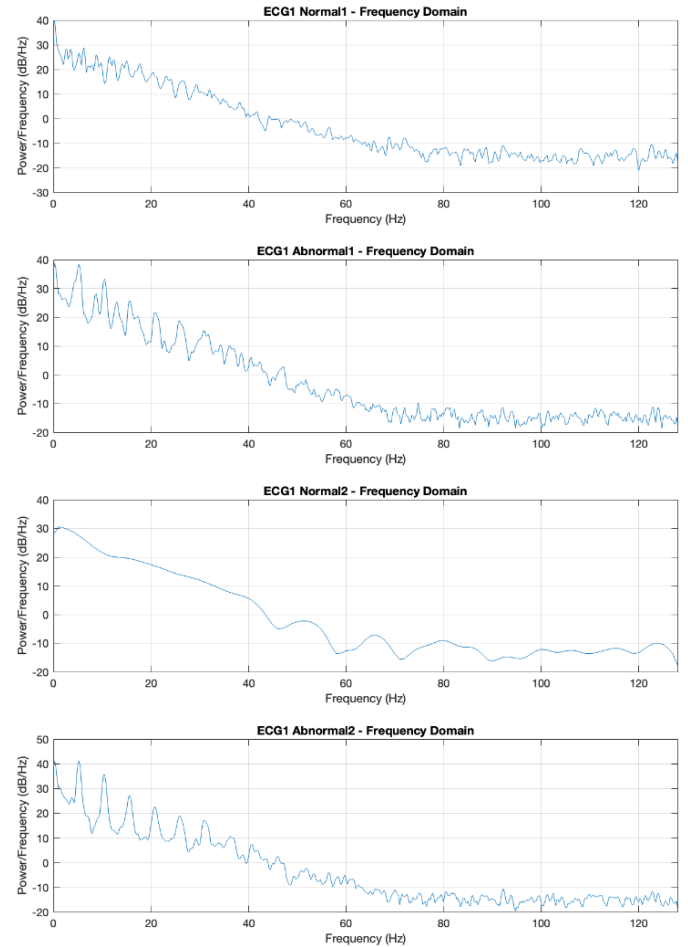 ECG1 Normal1 - Frequency Domain
Power/Frequency (dB/Hz)
40
30
20
10
0
-10
-20
-30
0 20 40 60 80 100 120
Frequency (Hz)
ECG1 Abnormal1 - Frequency Domain
Power/Frequency (dB/Hz)
40
30
20
10
0
-10
-20
0 20 40 60 80 100 120
Frequency (Hz)
ECG1 Normal2 - Frequency Domain
Power/Frequency (dB/Hz)
40
30
20
10
0
-10
-20
0 20 40 60 80 100 120
Frequency (Hz)
ECG1 Abnormal2 - Frequency Domain
Power/Frequency (dB/Hz)
50
40
30
20
10
0
-10
-20
0 20 40 60 80 100 120
Frequency (Hz)